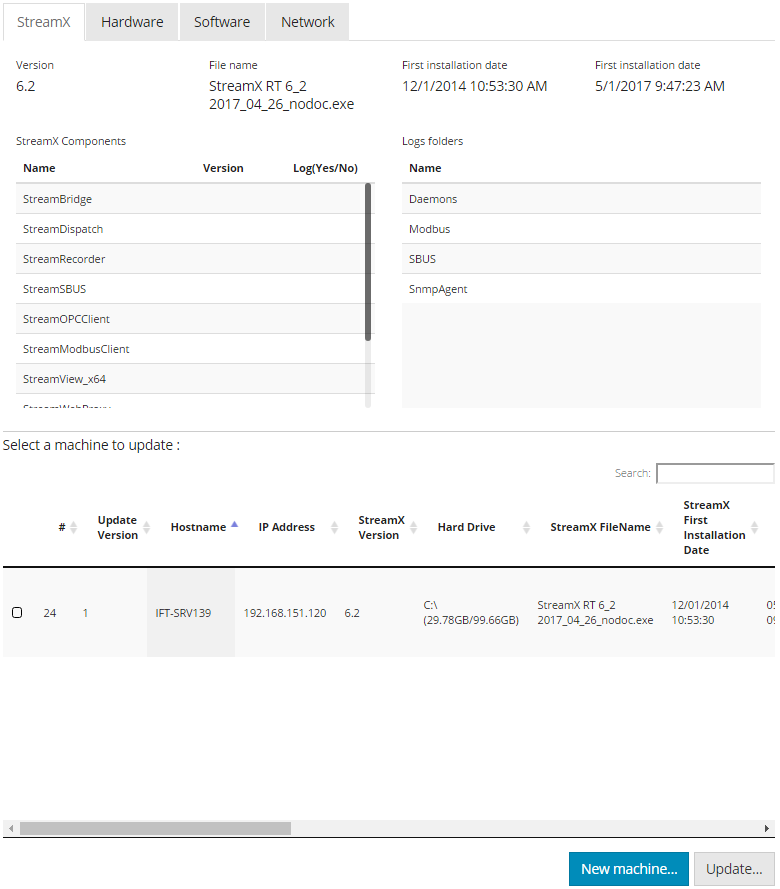 StreamX Hardware Software Network
Version File name First installation date First installation date
6.2 StreamX RT 6_2 12/1/2014 10:53:30 AM 5/1/2017 9:47:23 AM
2017_04_26_nodoc.exe
StreamX Components Logs folders
Name Version Log(Yes/No) Name
StreamBridge Daemons
StreamDispatch Modbus
StreamRecorder SBUS
StreamSBUS SnmpAgent
StreamOPCClient
StreamModbusClient
StreamView_x64
StreamWebProxy
Select a machine to update :
Search:
# Update Version Hostname IP Address StreamX Version Hard Drive StreamX FileName StreamX First Installation Date
24 1 IFT-SRV139 192.168.151.120 6.2 C:\ (29.78GB/99.66GB) StreamX RT 6_2 2017_04_26_nodoc.exe 12/01/2014 10:53:30
New machine... Update...